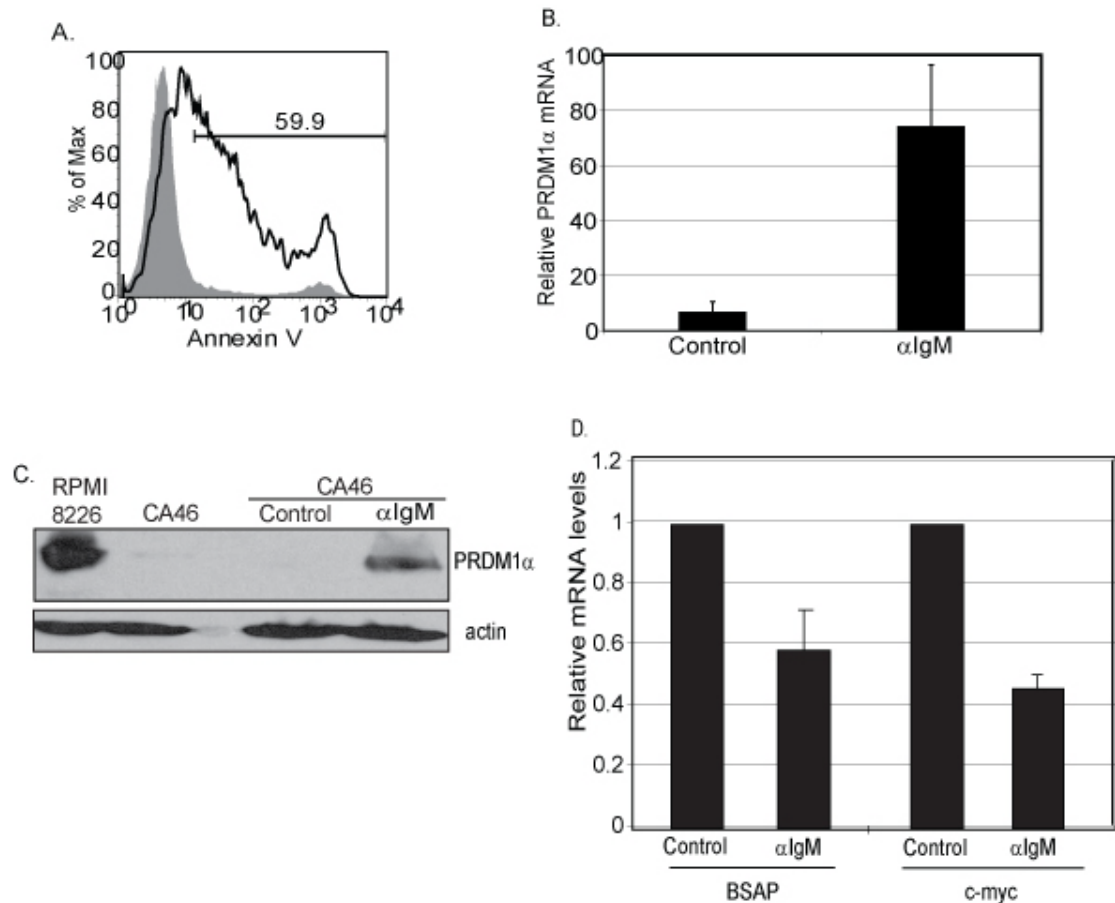 A.
100
80
60
40
20
0
% of Max
59.9
10^0 10^1 10^2 10^3 10^4
Annexin V
B.
100
80
60
40
20
0
Relative PRDM1α mRNA
Control αIgM
C.
RPMI
8226
CA46
CA46
Control αIgM
PRDM1α
actin
D.
1.2
1
0.8
0.6
0.4
0.2
0
Relative mRNA levels
Control αIgM Control αIgM
BSAP c-myc